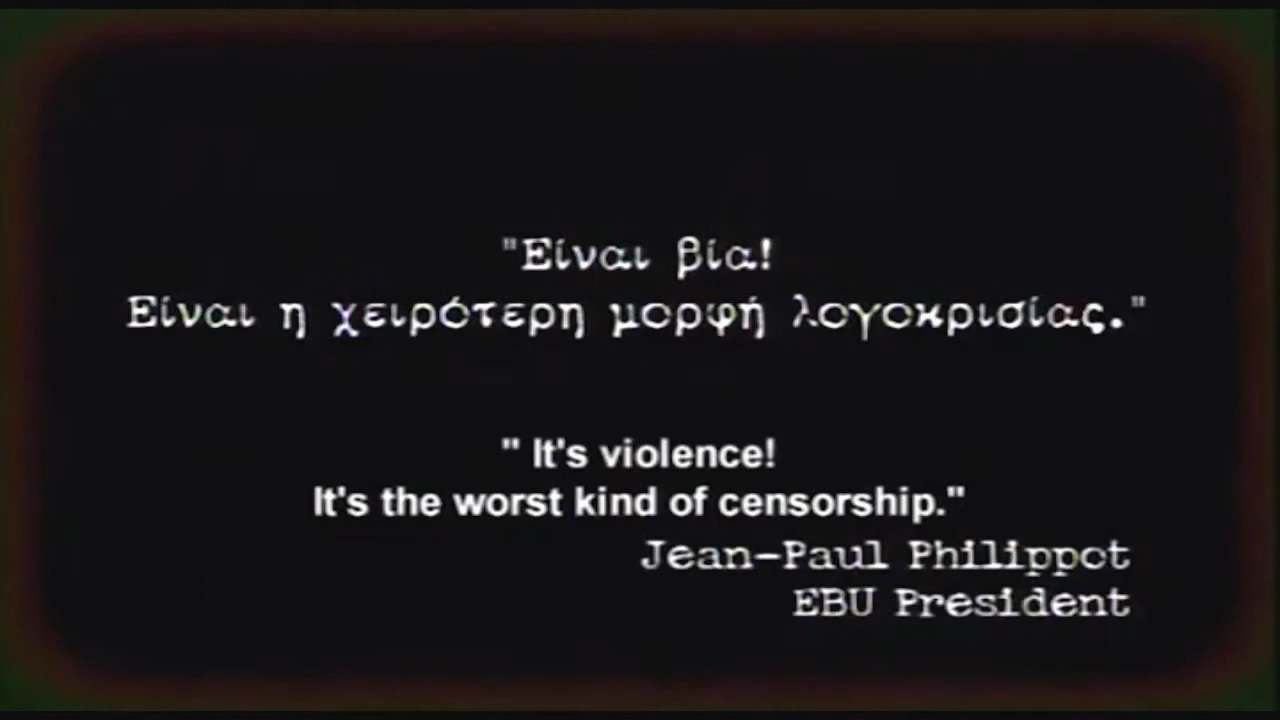 "Είναι βία!
Είναι η χειρότερη μορφή λογοκρισίας."
" It's violence!
It's the worst kind of censorship."
Jean-Paul Philippot
EBU President